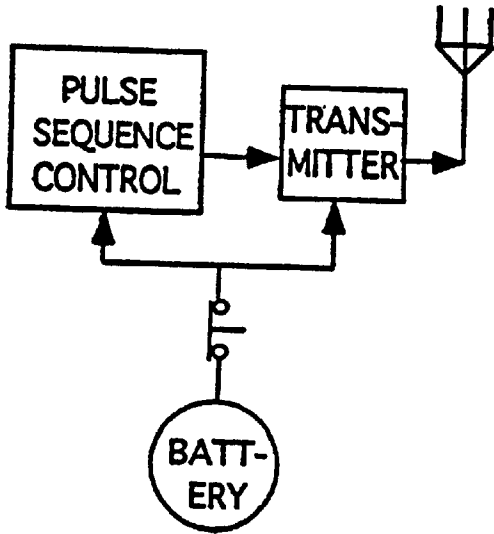 PULSE
SEQUENCE
CONTROL
TRANS-
MITTER
BATT-
ERY